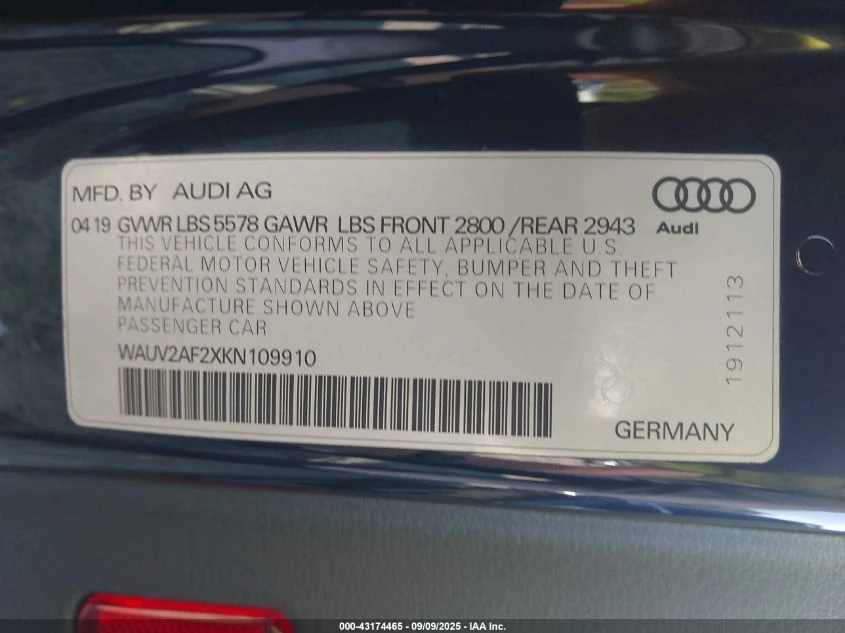 MFD. BY AUDI AG
04 19 GVWR LBS 5578 GAWR LBS FRONT 2800 /REAR 2943
Audi
THIS VEHICLE CONFORMS TO ALL APPLICABLE U.S.
FEDERAL MOTOR VEHICLE SAFETY, BUMPER AND THEFT
PREVENTION STANDARDS IN EFFECT ON THE DATE OF
MANUFACTURE SHOWN ABOVE
PASSENGER CAR
WAUV2AF2XKN109910
1912113
GERMANY
000-43174465 - 09/09/2025 - IAA Inc.